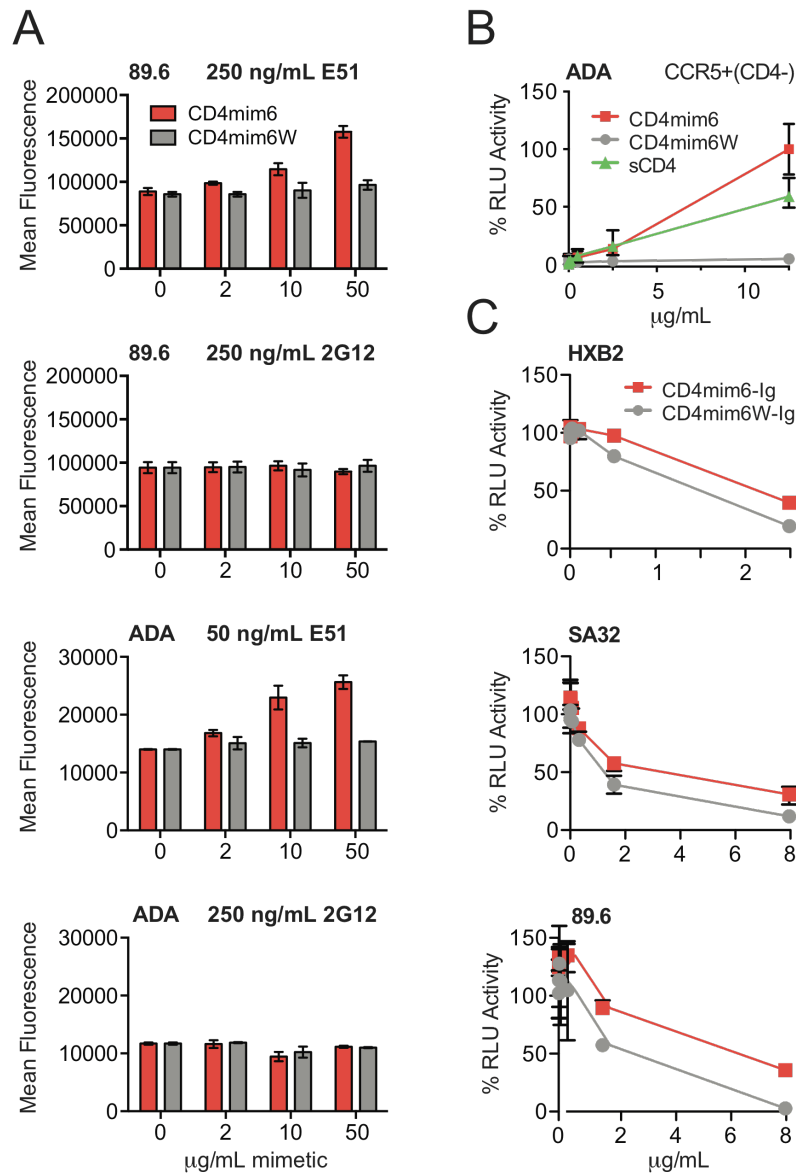 A
89.6 250 ng/mL E51
Mean Fluorescence
200000
150000
100000
50000
0
CD4mim6
CD4mim6W
0 2 10 50
89.6 250 ng/mL 2G12
Mean Fluorescence
200000
150000
100000
50000
0
0 2 10 50
ADA 50 ng/mL E51
Mean Fluorescence
30000
20000
10000
0
0 2 10 50
ADA 250 ng/mL 2G12
Mean Fluorescence
30000
20000
10000
0
0 2 10 50
µg/mL mimetic
B
ADA CCR5+(CD4-)
% RLU Activity
150
100
50
0
CD4mim6
CD4mim6W
sCD4
0 5 10
µg/mL
C
HXB2
% RLU Activity
150
100
50
0
CD4mim6-Ig
CD4mim6W-Ig
0 1 2
SA32
% RLU Activity
150
100
50
0
0 2 4 6 8
89.6
% RLU Activity
150
100
50
0
0 2 4 6 8
µg/mL